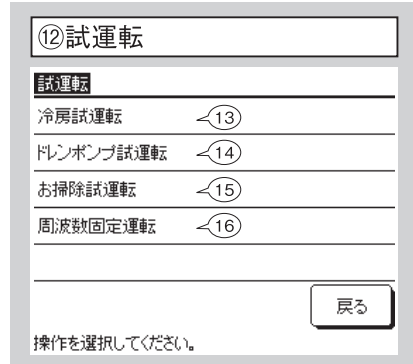 ⑫試運転
試運転
冷房試運転 ⑬
ドレンポンプ試運転 ⑭
お掃除試運転 ⑮
周波数固定運転 ⑯
戻る
操作を選択してください。